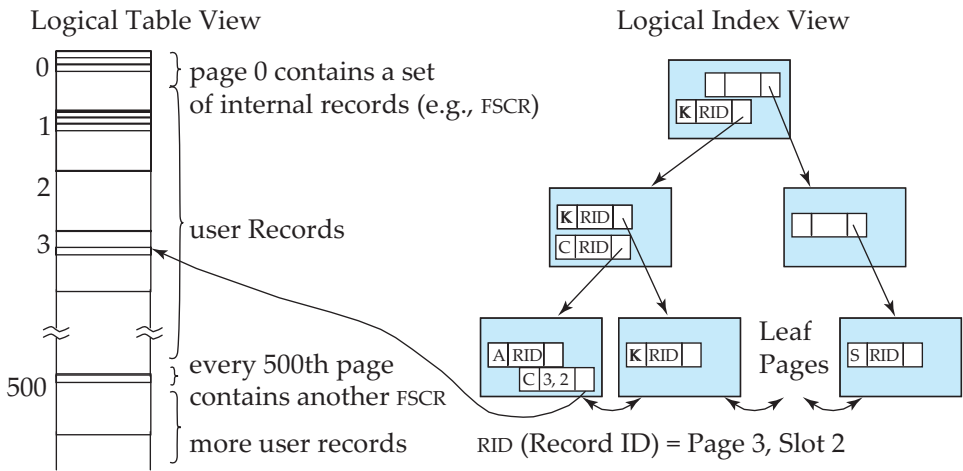 Logical Table View
0
page 0 contains a set
of internal records (e.g., FSCR)
1
2
user Records
3
every 500th page
500
contains another FSCR
more user records
Logical Index View
K RID
K RID
C RID
A RID
C 3, 2
K RID
Leaf
Pages
S RID
RID (Record ID) = Page 3, Slot 2